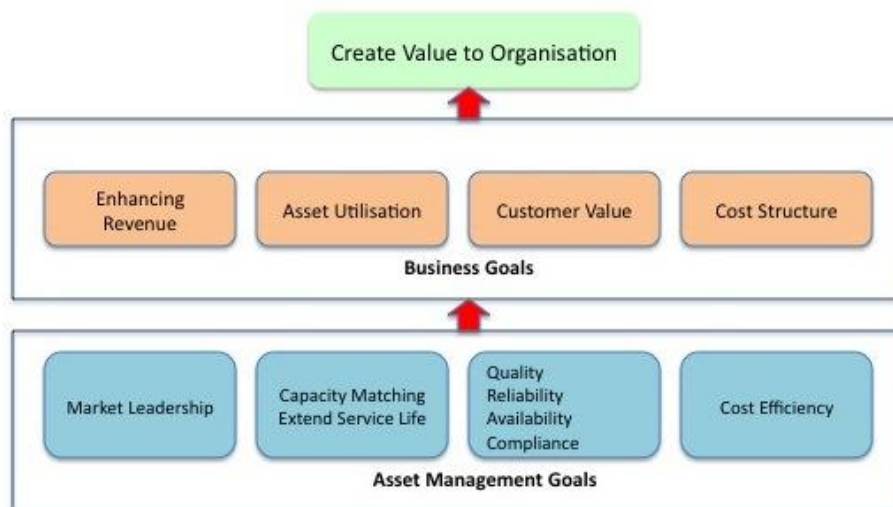 Create Value to Organisation
Enhancing
Revenue
Asset Utilisation
Customer Value
Cost Structure
Business Goals
Market Leadership
Capacity Matching
Extend Service Life
Quality
Reliability
Availability
Compliance
Cost Efficiency
Asset Management Goals